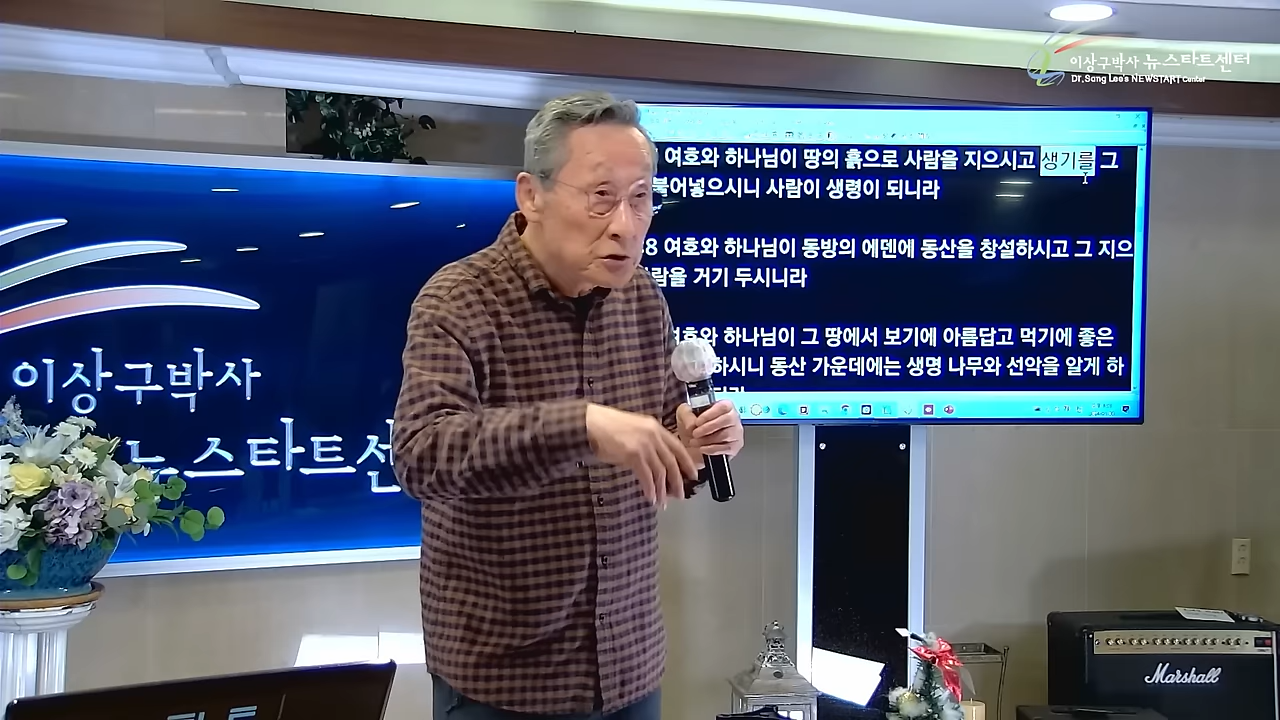 이상구박사 뉴스타트센터
Dr.Sang Lee's NEWSTART Center
여호와 하나님이 땅의 흙으로 사람을 지으시고 생기를 그
불어넣으시니 사람이 생령이 되니라
8 여호와 하나님이 동방의 에덴에 동산을 창설하시고 그 지으
사람을 거기 두시니라
여호와 하나님이 그 땅에서 보기에 아름답고 먹기에 좋은
하시니 동산 가운데에는 생명 나무와 선악을 알게 하
이상구박사
뉴스타트센
Marshall